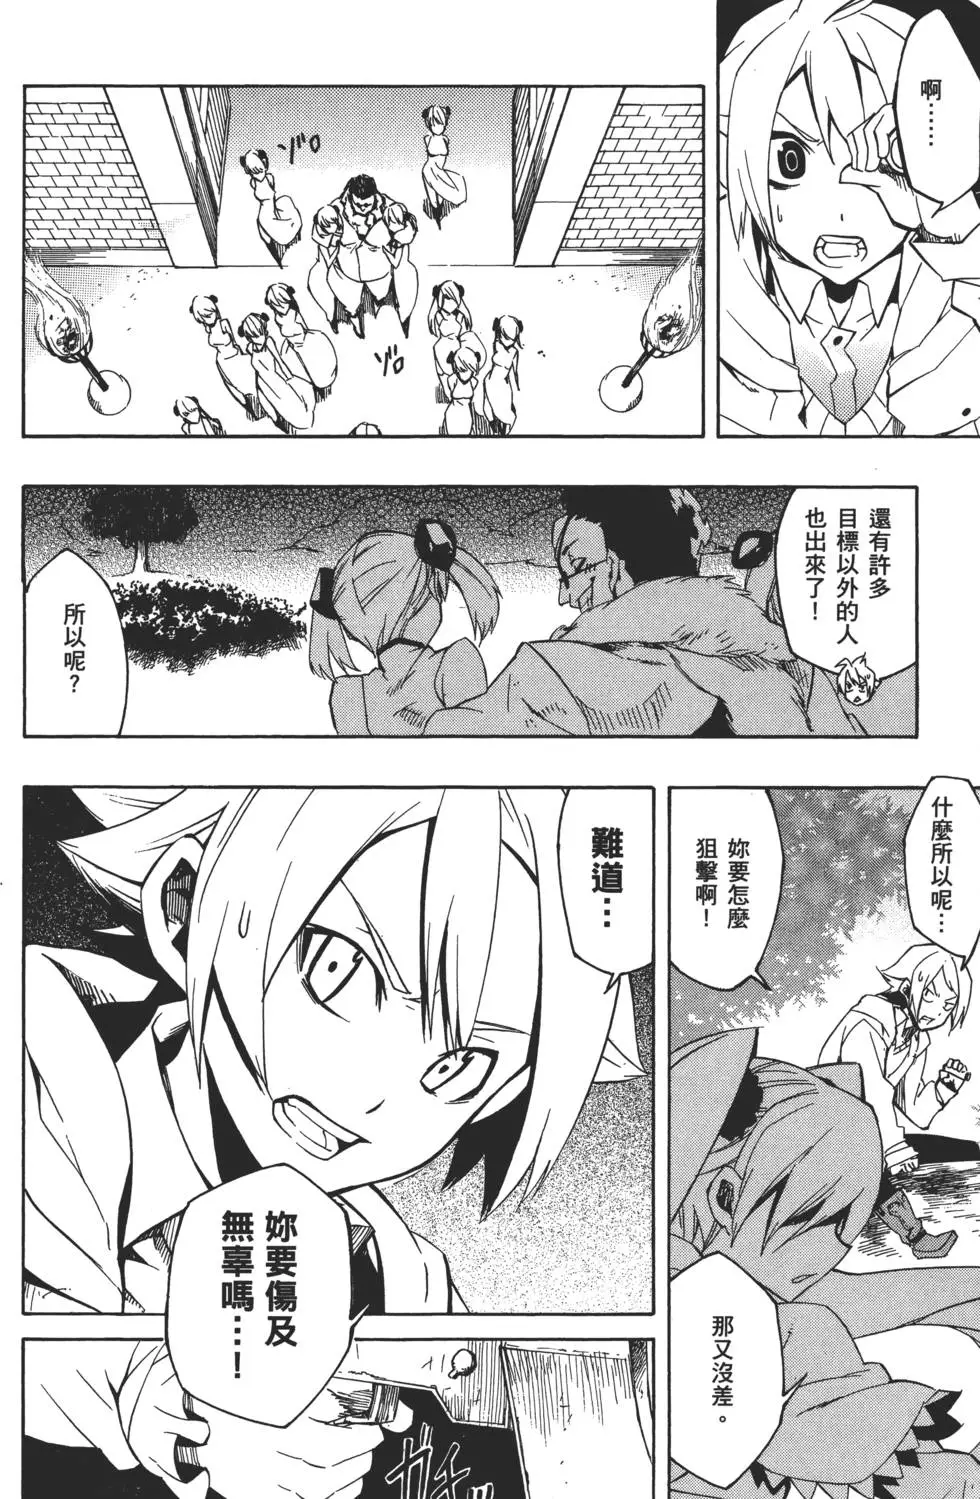 啊……
ゾロ
ゾロ
還有許多
目標以外的人
也出來了！
所以呢？
什麼所以呢…
妳要怎麼
狙擊啊！
那又沒差。
難道…
妳要傷及
無辜嗎…！
ガチ